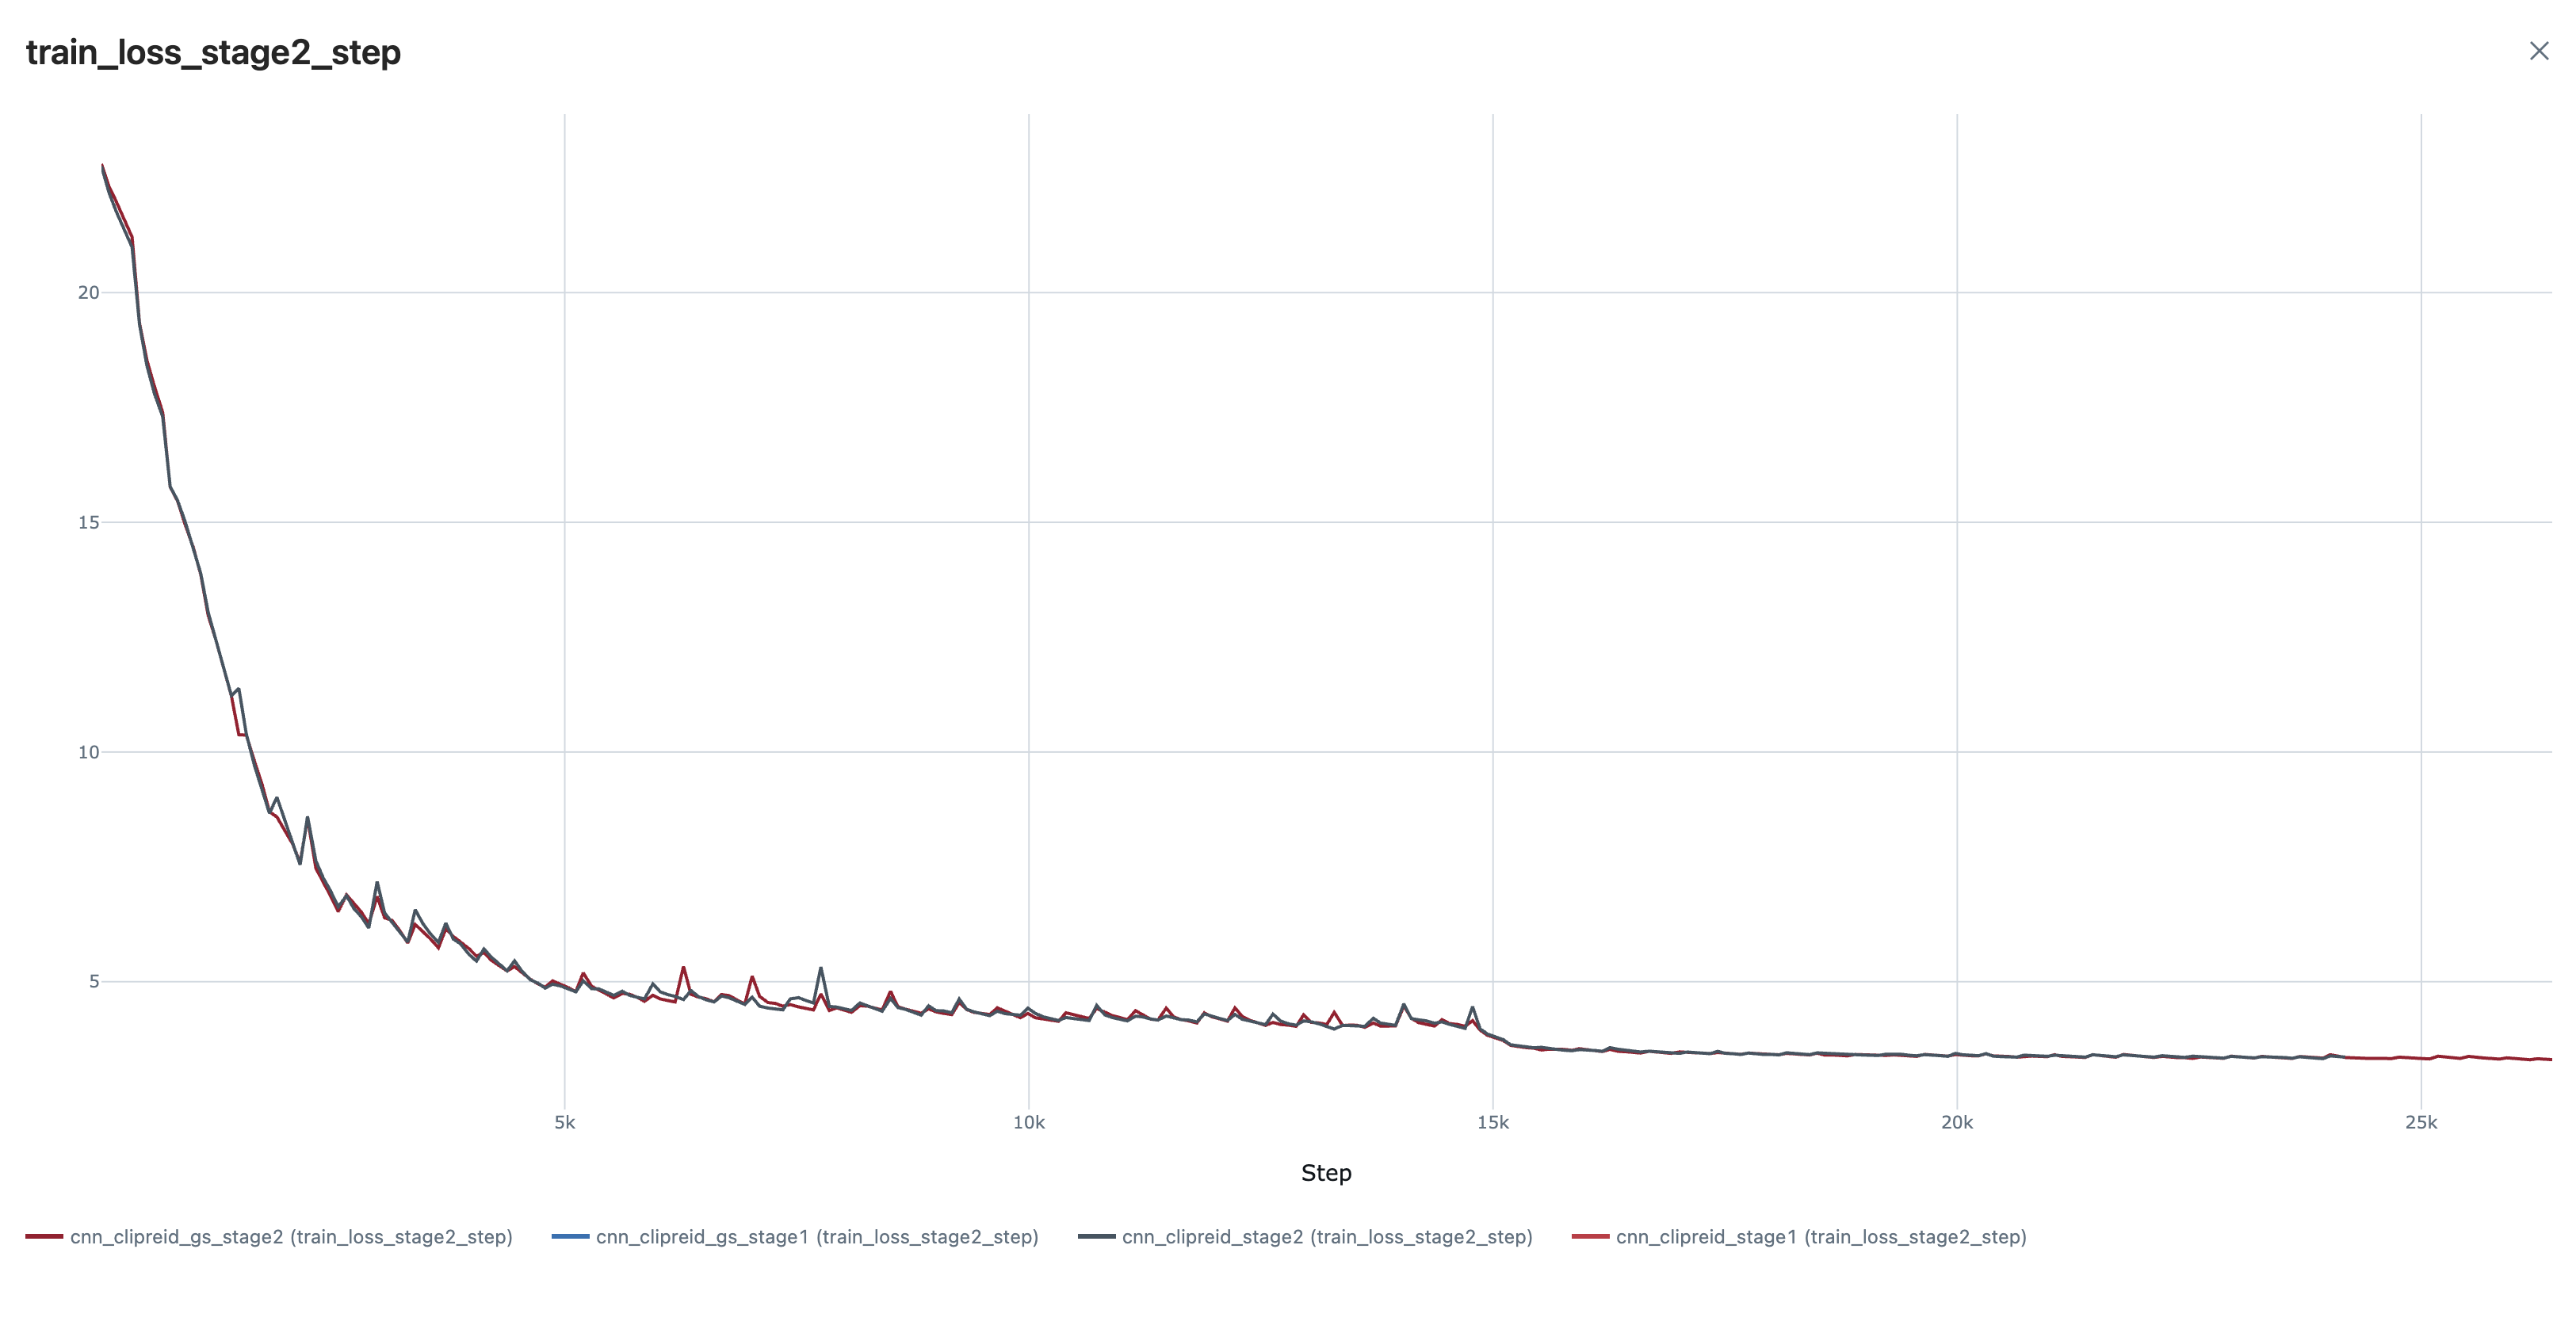 train_loss_stage2_step
20
15
10
5
5k
10k
15k
20k
25k
Step
cnn_clipreid_gs_stage2 (train_loss_stage2_step)
cnn_clipreid_gs_stage1 (train_loss_stage2_step)
cnn_clipreid_stage2 (train_loss_stage2_step)
cnn_clipreid_stage1 (train_loss_stage2_step)